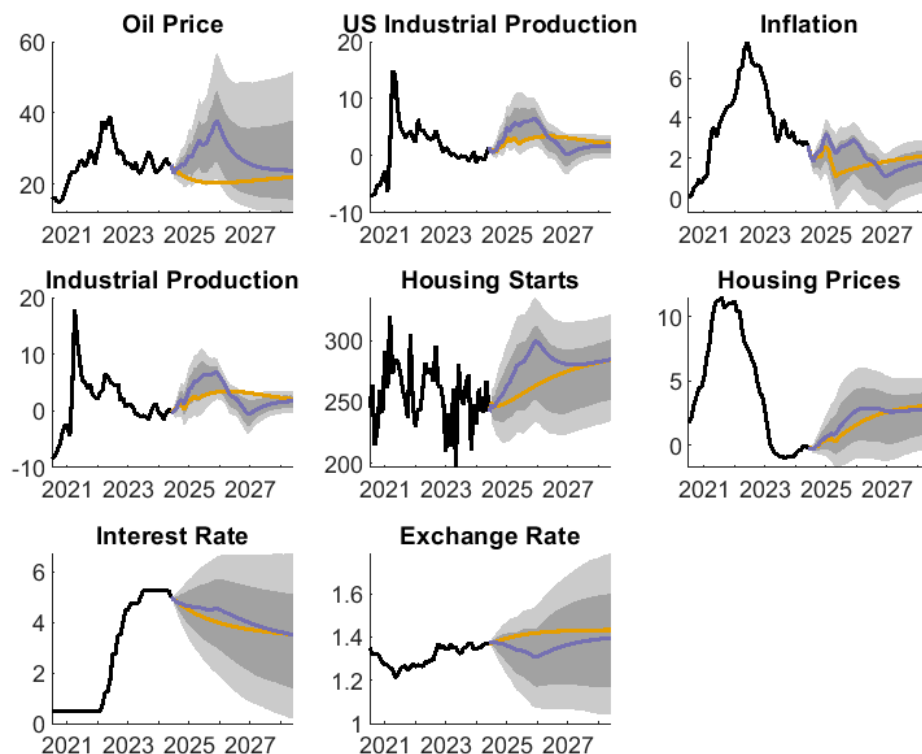 Oil Price
60
40
20
2021 2023 2025 2027
US Industrial Production
20
10
0
-10
2021 2023 2025 2027
Inflation
6
4
2
0
2021 2023 2025 2027
Industrial Production
20
10
0
-10
2021 2023 2025 2027
Housing Starts
300
250
200
2021 2023 2025 2027
Housing Prices
10
5
0
2021 2023 2025 2027
Interest Rate
6
4
2
0
2021 2023 2025 2027
Exchange Rate
1.6
1.4
1.2
1
2021 2023 2025 2027